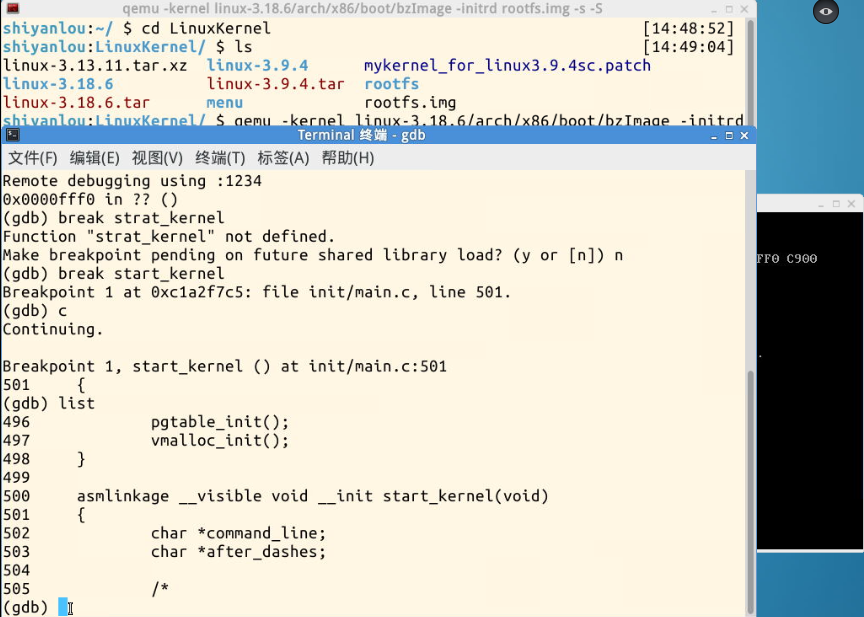 qemu -kernel linux-3.18.6/arch/x86/boot/bzImage -initrd rootfs.img -s -S
shiyanlou:~/ $ cd LinuxKernel [14:48:52]
shiyanlou:LinuxKernel/ $ ls [14:49:04]
linux-3.13.11.tar.xz linux-3.9.4 mykernel_for_linux3.9.4sc.patch
linux-3.18.6 linux-3.9.4.tar rootfs
linux-3.18.6.tar menu rootfs.img
shiyanlou:LinuxKernel/ $ qemu -kernel linux-3.18.6/arch/x86/boot/bzImage -initrd
Terminal 终端 - gdb
文件(F) 编辑(E) 视图(V) 终端(T) 标签(A) 帮助(H)
Remote debugging using :1234
0x0000fff0 in ?? ()
(gdb) break strat_kernel
Function "strat_kernel" not defined.
Make breakpoint pending on future shared library load? (y or [n]) n
(gdb) break start_kernel
Breakpoint 1 at 0xc1a2f7c5: file init/main.c, line 501.
(gdb) c
Continuing.
Breakpoint 1, start_kernel () at init/main.c:501
501 {
(gdb) list
496 pgtable_init();
497 vmalloc_init();
498 }
499
500 asmlinkage __visible void __init start_kernel(void)
501 {
502 char *command_line;
503 char *after_dashes;
504
505 /*
(gdb)
FF0 C900
.